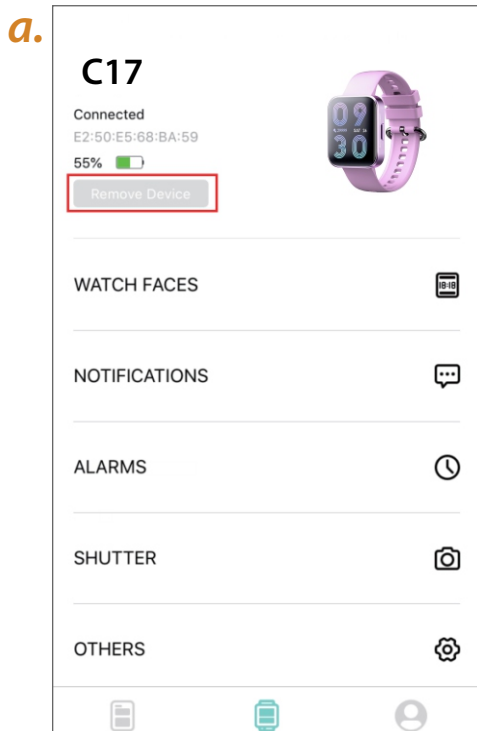 a.
C17
Connected
E2:50:E5:68:BA:59
55%
Remove Device
09
30
WATCH FACES
18:18
NOTIFICATIONS
ALARMS
SHUTTER
OTHERS